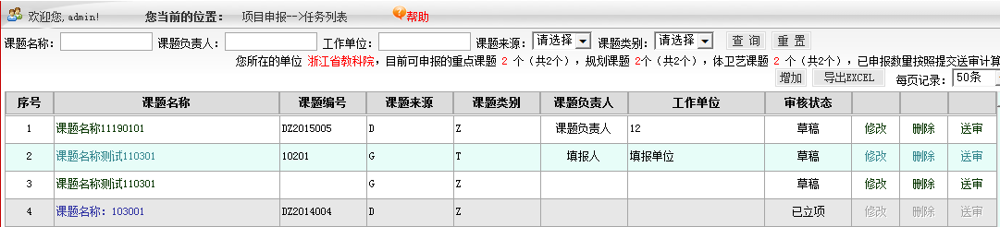 欢迎您,admin! 您当前的位置： 项目申报-->任务列表 帮助
课题名称: 课题负责人: 工作单位: 课题来源: 请选择 课题类别: 请选择 查 询 重 置
您所在的单位 浙江省教科院，目前可申报的重点课题 2 个（共2个），规划课题 2个（共2个），体卫艺课题 2 个（共2个），已申报数量按照提交送审计算
增加 导出EXCEL 每页记录: 50条
序号 课题名称 课题编号 课题来源 课题类别 课题负责人 工作单位 审核状态
1 课题名称11190101 DZ2015005 D Z 课题负责人 12 草稿 修改 删除 送审
2 课题名称测试110301 10201 G T 填报人 填报单位 草稿 修改 删除 送审
3 课题名称测试110301 G Z 草稿 修改 删除 送审
4 课题名称: 103001 DZ2014004 D Z 已立项 修改 删除 送审